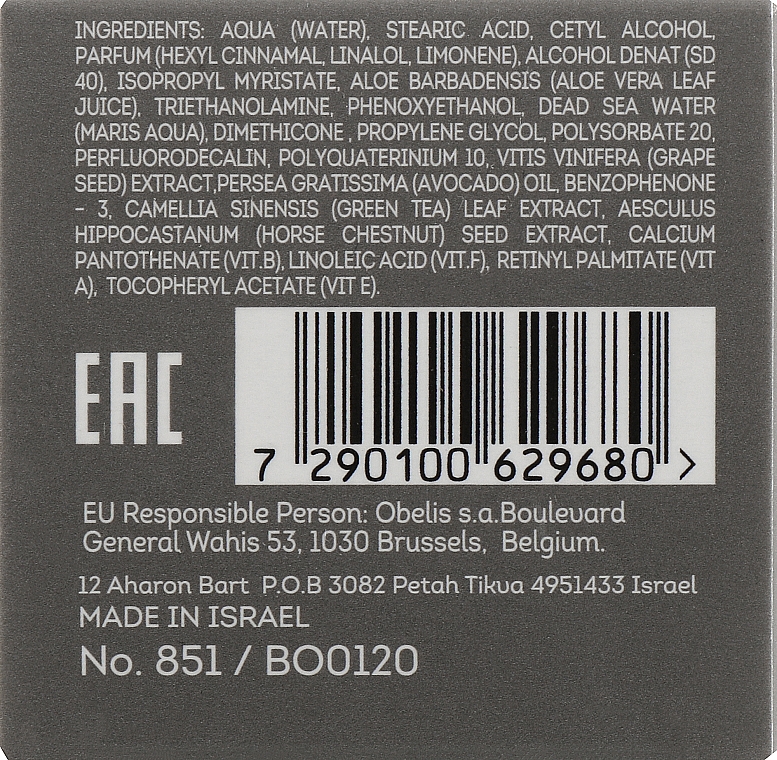 INGREDIENTS: AQUA (WATER), STEARIC ACID, CETYL ALCOHOL,
PARFUM (HEXYL CINNAMAL, LINALOL, LIMONENE), ALCOHOL DENAT (SD
40), ISOPROPYL MYRISTATE, ALOE BARBADENSIS (ALOE VERA LEAF
JUICE), TRIETHANOLAMINE, PHENOXYETHANOL, DEAD SEA WATER
(MARIS AQUA), DIMETHICONE , PROPYLENE GLYCOL, POLYSORBATE 20,
PERFLUORODECALIN, POLYQUATERINIUM 10, VITIS VINIFERA (GRAPE
SEED) EXTRACT,PERSEA GRATISSIMA (AVOCADO) OIL, BENZOPHENONE
- 3, CAMELLIA SINENSIS (GREEN TEA) LEAF EXTRACT, AESCULUS
HIPPOCASTANUM (HORSE CHESTNUT) SEED EXTRACT, CALCIUM
PANTOTHENATE (VIT.B), LINOLEIC ACID (VIT.F), RETINYL PALMITATE (VIT
A), TOCOPHERYL ACETATE (VIT E).
EAC
7 290100 629680 >
EU Responsible Person: Obelis s.a.Boulevard
General Wahis 53, 1030 Brussels, Belgium.
12 Aharon Bart P.O.B 3082 Petah Tikva 4951433 Israel
MADE IN ISRAEL
No. 851 / BO0120